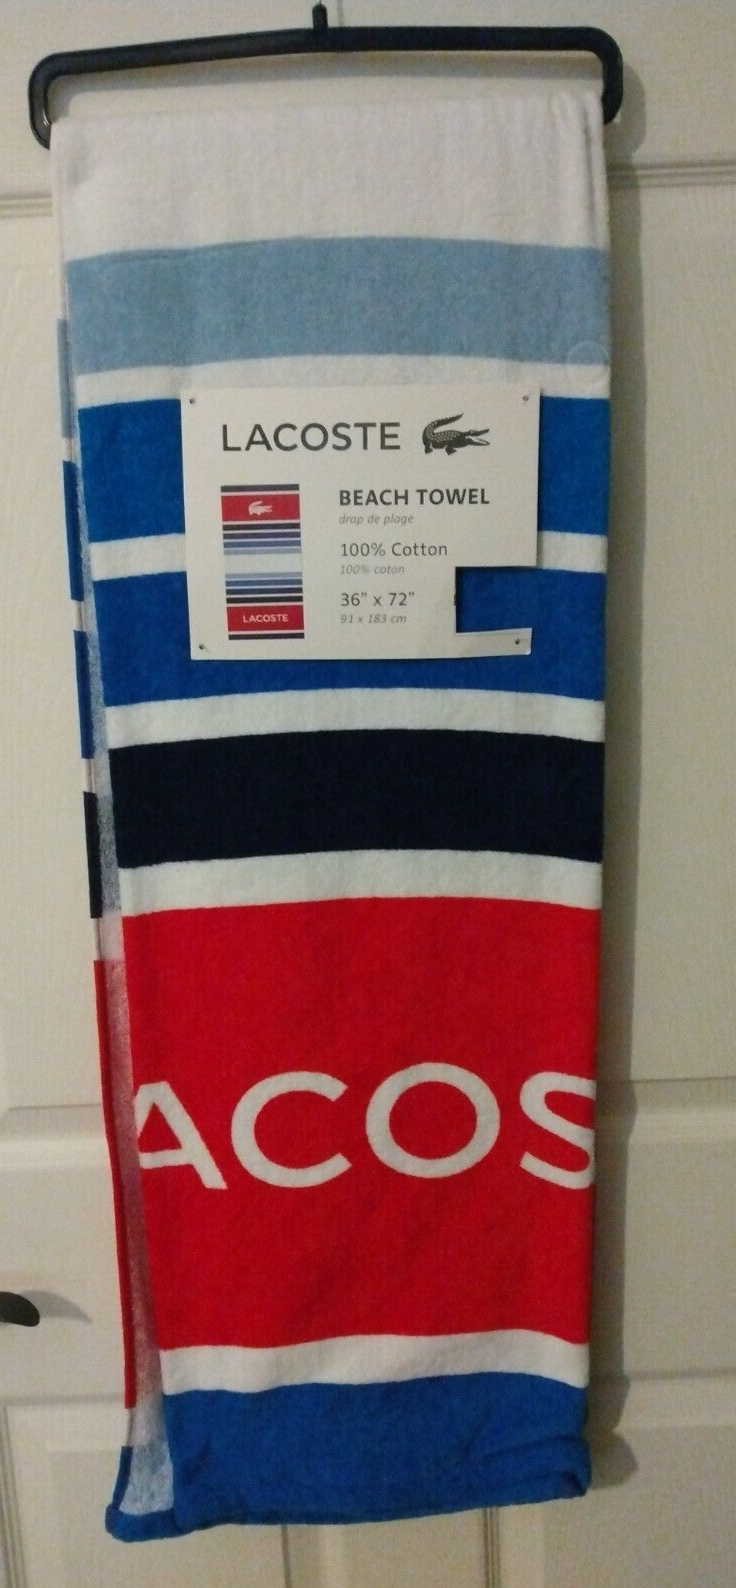 LACOSTE
BEACH TOWEL
drap de plage
100% Cotton
100% coton
36" x 72"
91 x 183 cm
LACOSTE
ACOS